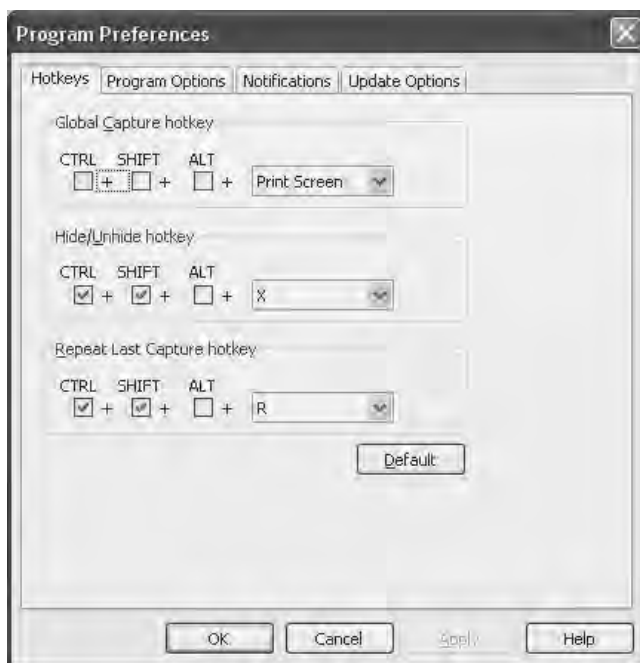 Program Preferences
Hotkeys Program Options Notifications Update Options
Global Capture hotkey
CTRL SHIFT ALT
+ + + Print Screen
Hide/Unhide hotkey
CTRL SHIFT ALT
+ + + X
Repeat Last Capture hotkey
CTRL SHIFT ALT
+ + + R
Default
OK Cancel Apply Help